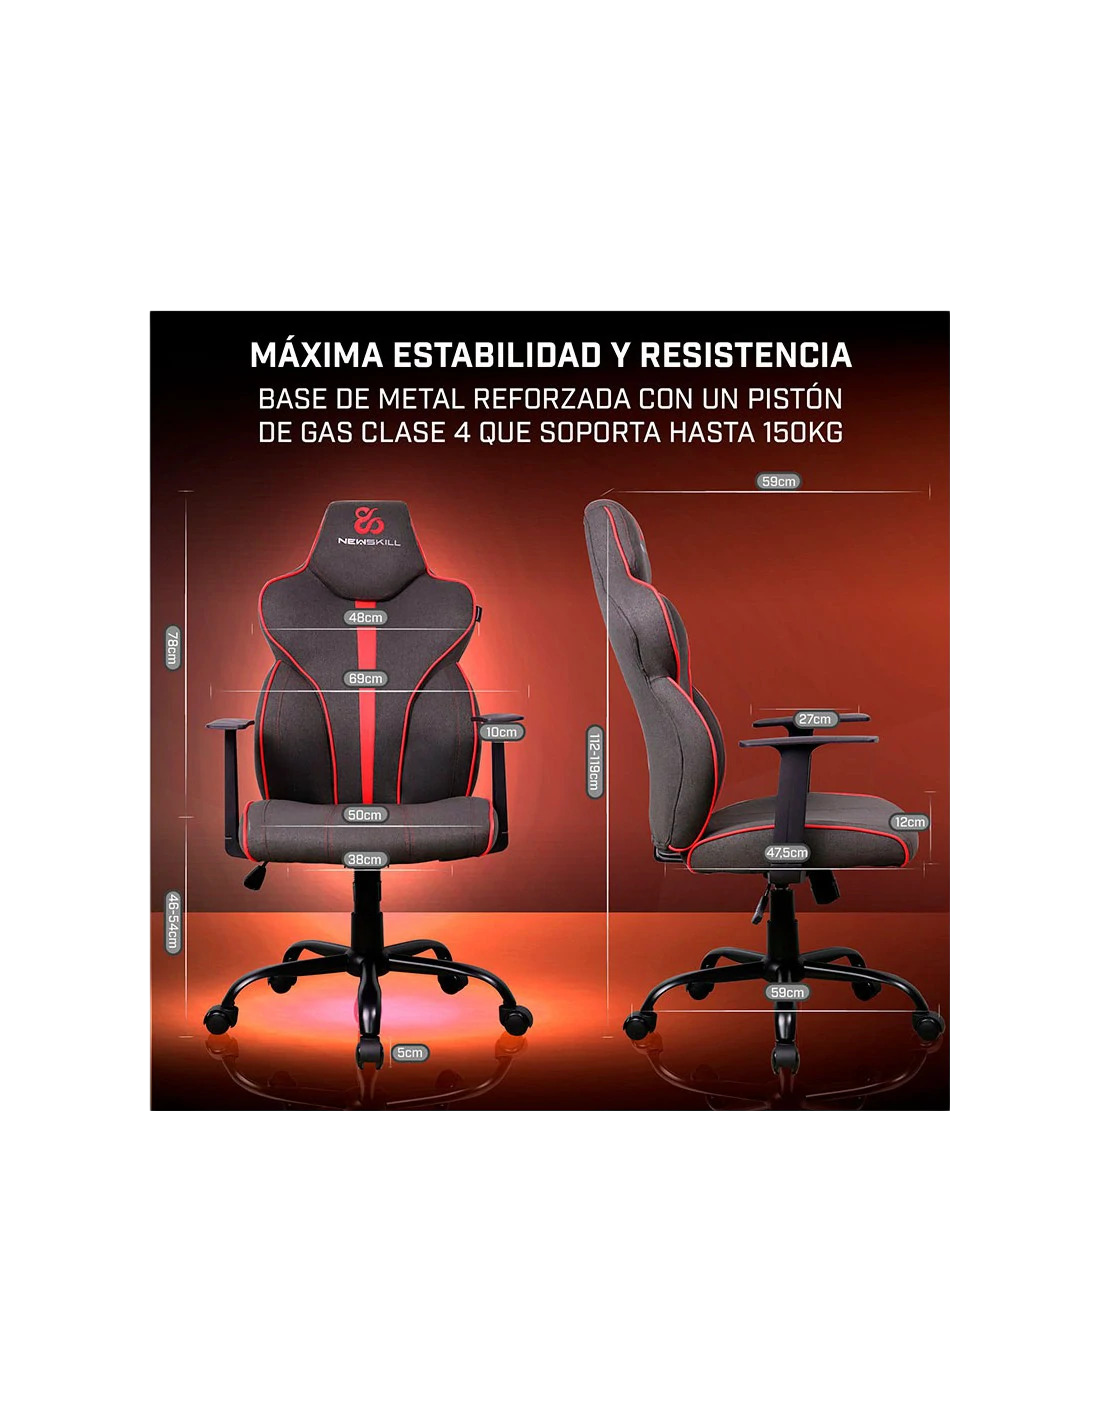 MÁXIMA ESTABILIDAD Y RESISTENCIA
BASE DE METAL REFORZADA CON UN PISTÓN
DE GAS CLASE 4 QUE SOPORTA HASTA 150KG
59cm
NEWSKILL
48cm
78cm
69cm
27cm
10cm
112-119cm
50cm
12cm
38cm
47,5cm
46-54cm
59cm
5cm